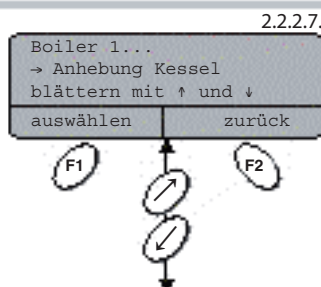 2.2.2.7.
Boiler 1...
→ Anhebung Kessel
blättern mit ↑ und ↓
auswählen zurück
F1 F2